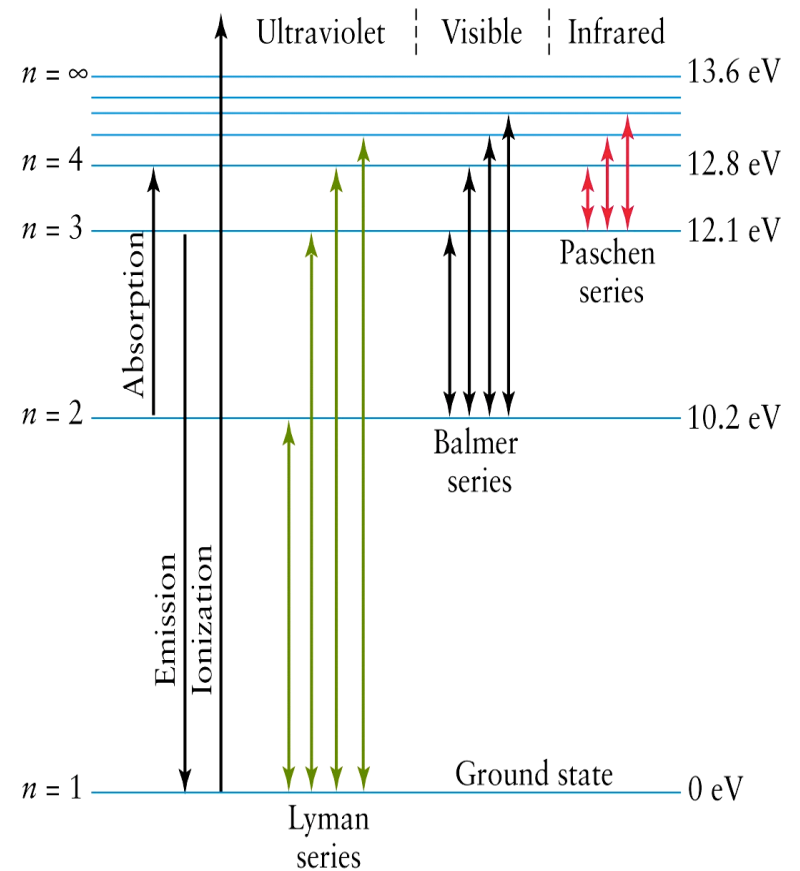 Ultraviolet Visible Infrared
n = ∞ 13.6 eV
n = 4 12.8 eV
n = 3 12.1 eV
Absorption
Paschen
series
n = 2 10.2 eV
Balmer
series
Emission
Ionization
Ground state
n = 1 0 eV
Lyman
series